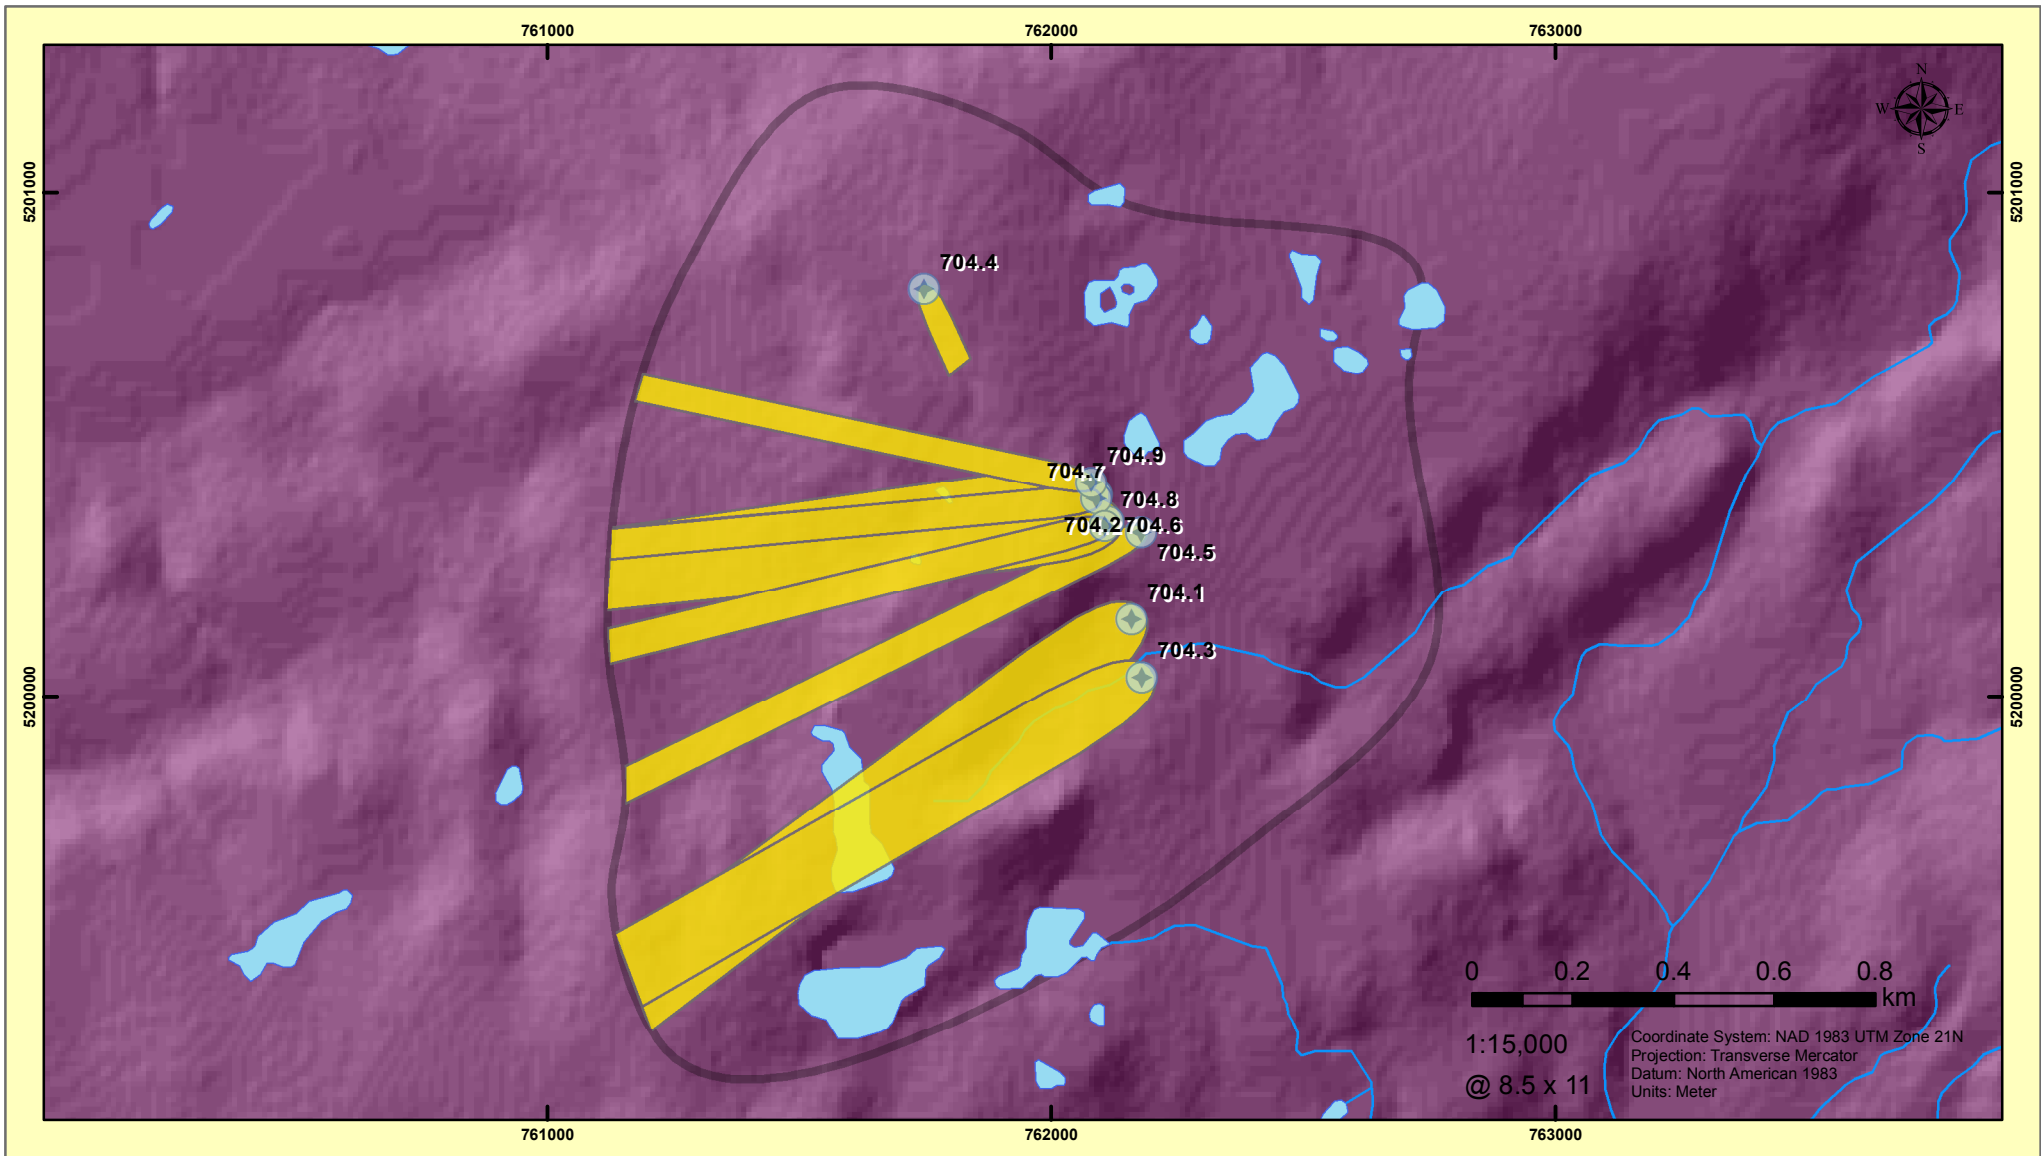 761000 762000 763000
N
W E
S
5201000 5201000
704.4
704.9
704.7
704.8
704.2 704.6
704.5
704.1
704.3
5200000 5200000
0 0.2 0.4 0.6 0.8
km
1:15,000
@ 8.5 x 11
Coordinate System: NAD 1983 UTM Zone 21N
Projection: Transverse Mercator
Datum: North American 1983
Units: Meter
761000 762000 763000